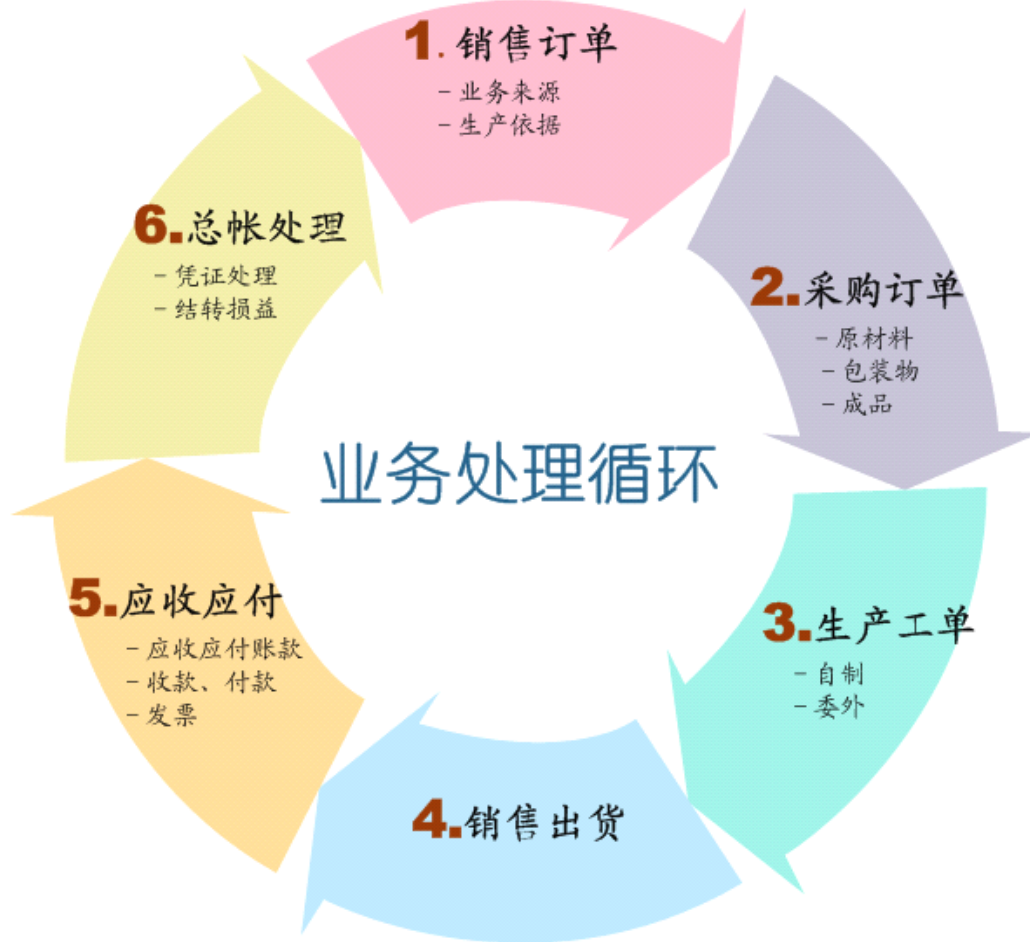 1. 销售订单
- 业务来源
- 生产依据
2.采购订单
- 原材料
- 包装物
- 成品
3.生产工单
- 自制
- 委外
4.销售出货
5.应收应付
- 应收应付账款
- 收款、付款
- 发票
6.总帐处理
- 凭证处理
- 结转损益
业务处理循环